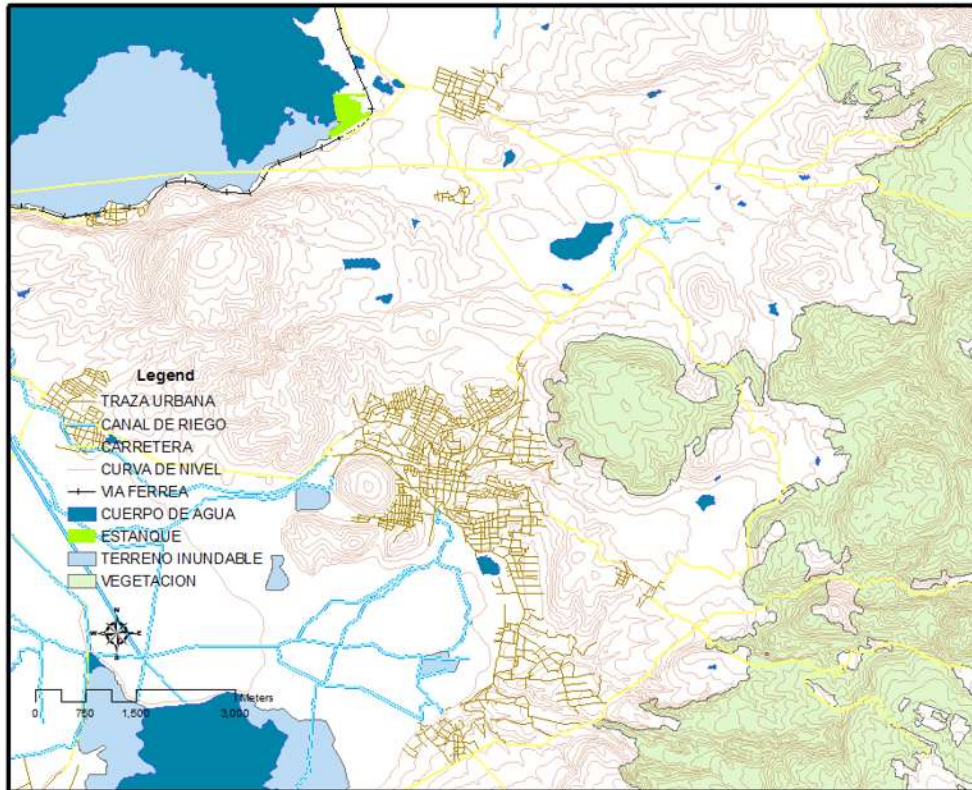 Legend
TRAZA URBANA
CANAL DE RIEGO
CARRETERA
CURVA DE NIVEL
VIA FERREA
CUERPO DE AGUA
ESTANQUE
TERRENO INUNDABLE
VEGETACION
N
W E
S
Meters
0 750 1,500 3,000